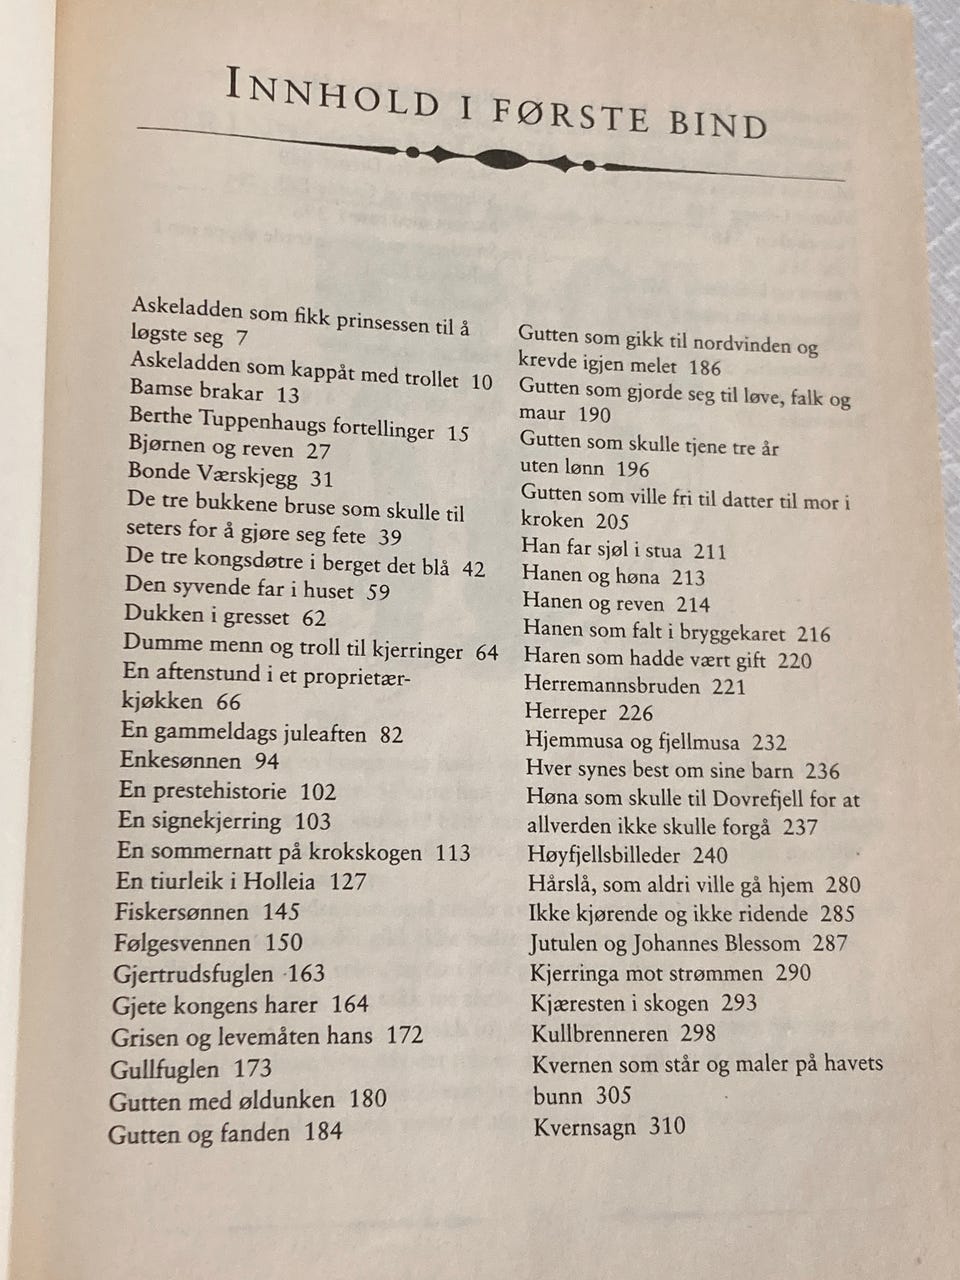 INNHOLD I FØRSTE BIND
Askeladden som fikk prinsessen til å
løgste seg 7
Askeladden som kappåt med trollet 10
Bamse brakar 13
Berthe Tuppenhaugs fortellinger 15
Bjørnen og reven 27
Bonde Værskjegg 31
De tre bukkene bruse som skulle til
seters for å gjøre seg fete 39
De tre kongsdøtre i berget det blå 42
Den syvende far i huset 59
Dukken i gresset 62
Dumme menn og troll til kjerringer 64
En aftenstund i et proprietær-
kjøkken 66
En gammeldags juleaften 82
Enkesønnen 94
En prestehistorie 102
En signekjerring 103
En sommernatt på krokskogen 113
En tiurleik i Holleia 127
Fiskersønnen 145
Følgesvennen 150
Gjertrudsfuglen 163
Gjete kongens harer 164
Grisen og levemåten hans 172
Gullfuglen 173
Gutten med øldunken 180
Gutten og fanden 184
Gutten som gikk til nordvinden og
krevde igjen melet 186
Gutten som gjorde seg til løve, falk og
maur 190
Gutten som skulle tjene tre år
uten lønn 196
Gutten som ville fri til datter til mor i
kroken 205
Han far sjøl i stua 211
Hanen og høna 213
Hanen og reven 214
Hanen som falt i bryggekaret 216
Haren som hadde vært gift 220
Herremannsbruden 221
Herreper 226
Hjemmusa og fjellmusa 232
Hver synes best om sine barn 236
Høna som skulle til Dovrefjell for at
allverden ikke skulle forgå 237
Høyfjellsbilleder 240
Hårslå, som aldri ville gå hjem 280
Ikke kjørende og ikke ridende 285
Jutulen og Johannes Blessom 287
Kjerringa mot strømmen 290
Kjæresten i skogen 293
Kullbrenneren 298
Kvernen som står og maler på havets
bunn 305
Kvernsagn 310